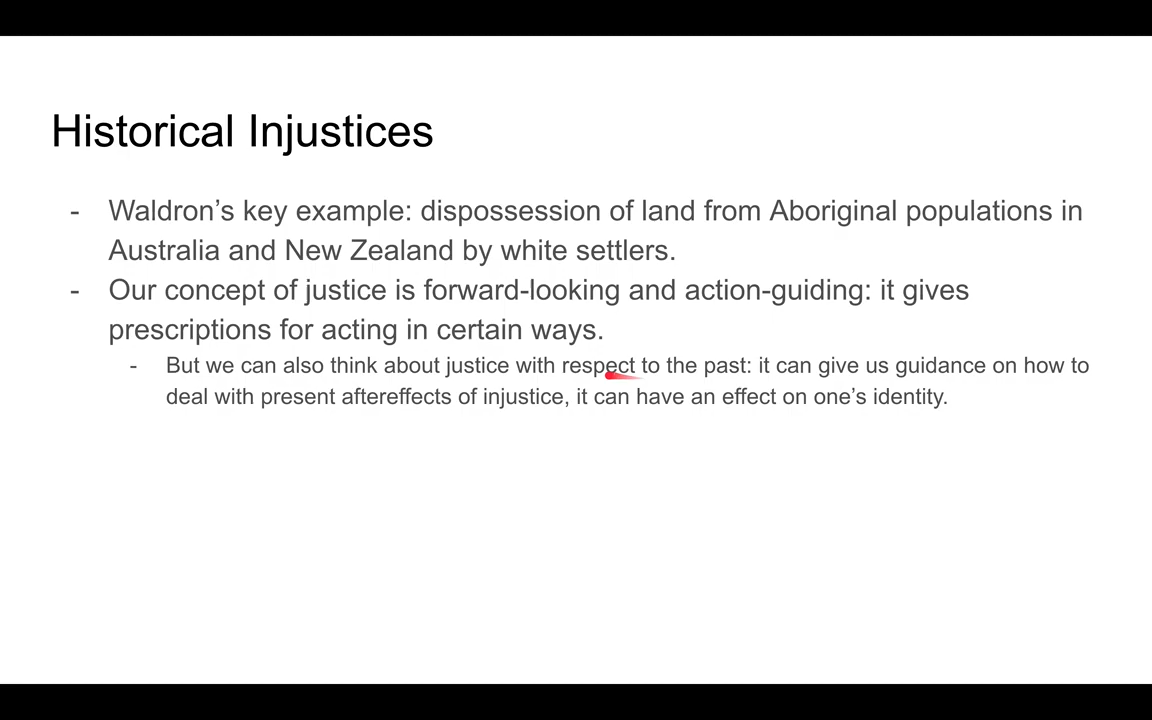 Historical Injustices
- Waldron’s key example: dispossession of land from Aboriginal populations in
Australia and New Zealand by white settlers.
- Our concept of justice is forward-looking and action-guiding: it gives
prescriptions for acting in certain ways.
- But we can also think about justice with respect to the past: it can give us guidance on how to
deal with present aftereffects of injustice, it can have an effect on one’s identity.